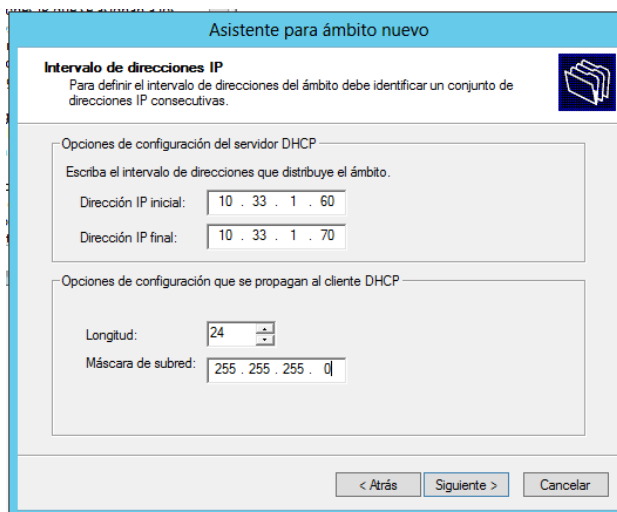 Asistente para ámbito nuevo
Intervalo de direcciones IP
Para definir el intervalo de direcciones del ámbito debe identificar un conjunto de
direcciones IP consecutivas.
Opciones de configuración del servidor DHCP
Escriba el intervalo de direcciones que distribuye el ámbito.
Dirección IP inicial: 10 . 33 . 1 . 60
Dirección IP final: 10 . 33 . 1 . 70
Opciones de configuración que se propagan al cliente DHCP
Longitud: 24
Máscara de subred: 255 . 255 . 255 . 0
< Atrás Siguiente > Cancelar